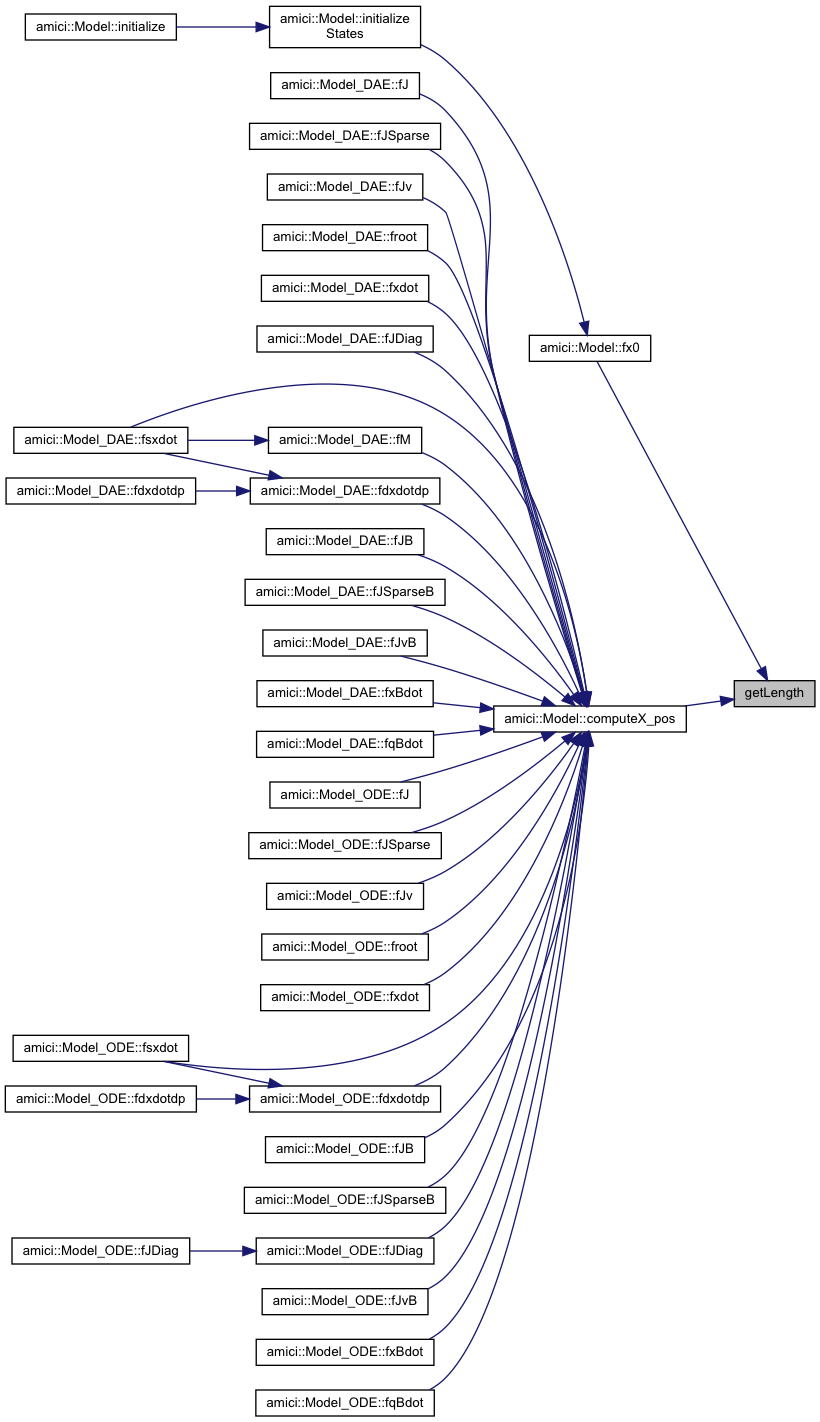 amici::Model::initialize
amici::Model::initialize
States
amici::Model_DAE::fJ
amici::Model_DAE::fJSparse
amici::Model_DAE::fJv
amici::Model_DAE::froot
amici::Model_DAE::fxdot
amici::Model_DAE::fJDiag
amici::Model::fx0
amici::Model_DAE::fsxdot
amici::Model_DAE::fM
amici::Model_DAE::fdxdotdp
amici::Model_DAE::fdxdotdp
amici::Model_DAE::fJB
amici::Model_DAE::fJSparseB
amici::Model_DAE::fJvB
amici::Model_DAE::fxBdot
getLength
amici::Model::computeX_pos
amici::Model_DAE::fqBdot
amici::Model_ODE::fJ
amici::Model_ODE::fJSparse
amici::Model_ODE::fJv
amici::Model_ODE::froot
amici::Model_ODE::fxdot
amici::Model_ODE::fsxdot
amici::Model_ODE::fdxdotdp
amici::Model_ODE::fdxdotdp
amici::Model_ODE::fJB
amici::Model_ODE::fJSparseB
amici::Model_ODE::fJDiag
amici::Model_ODE::fJDiag
amici::Model_ODE::fJvB
amici::Model_ODE::fxBdot
amici::Model_ODE::fqBdot